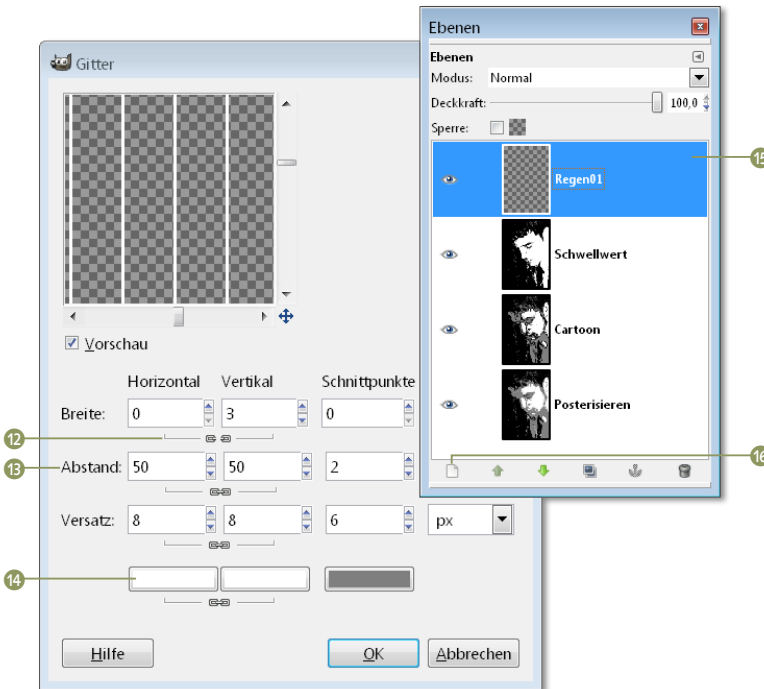 Gitter
Vorschau
Horizontal Vertikal Schnittpunkte
Breite: 0 3 0
12
13
Abstand: 50 50 2
Versatz: 8 8 6 px
14
Hilfe OK Abbrechen
Ebenen
Ebenen
Modus: Normal
Deckkraft: 100,0
Sperre:
15
Regen01
Schwellwert
Cartoon
Posterisieren
16